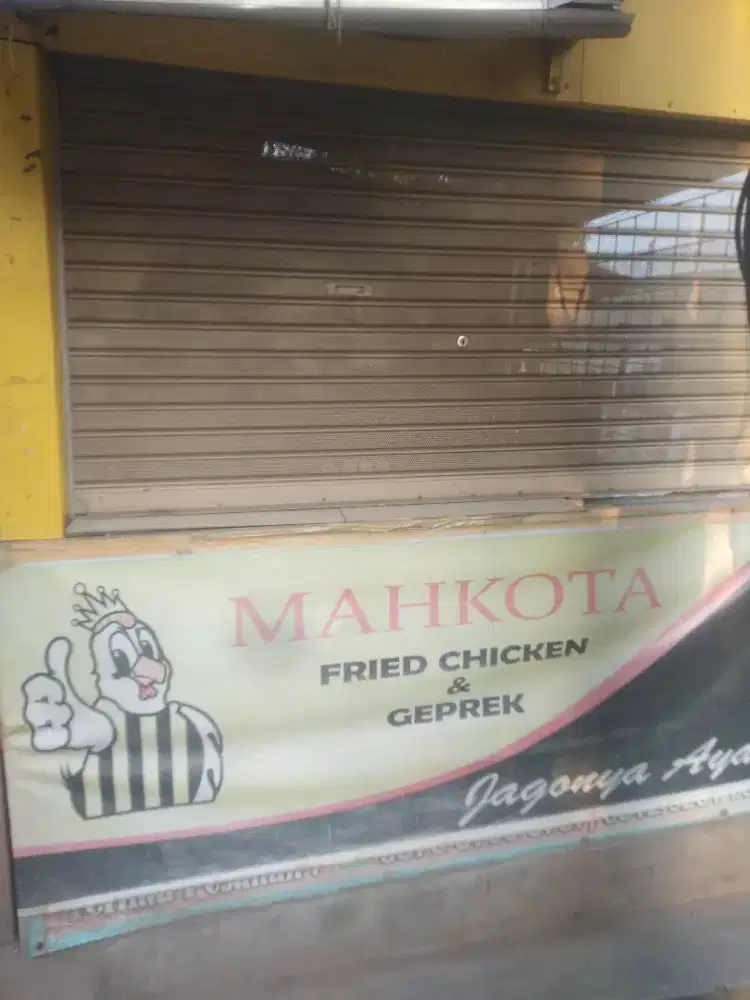 MAHKOTA
FRIED CHICKEN
&
GEPREK
Jagonya Aya